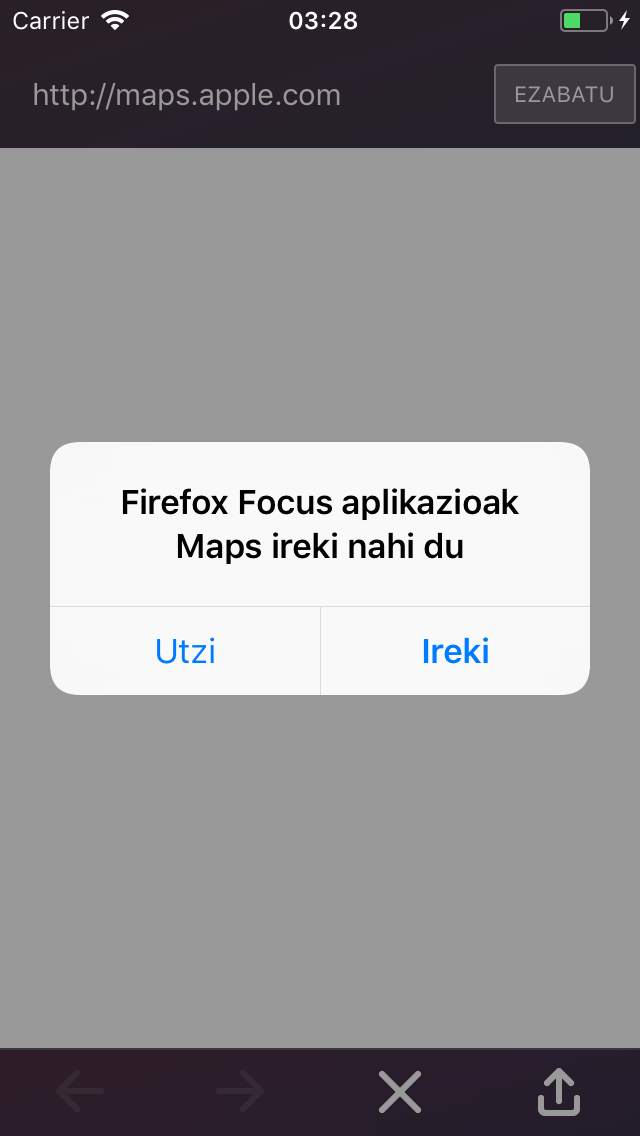 Carrier
03:28
http://maps.apple.com
EZABATU
Firefox Focus aplikazioak
Maps ireki nahi du
Utzi
Ireki